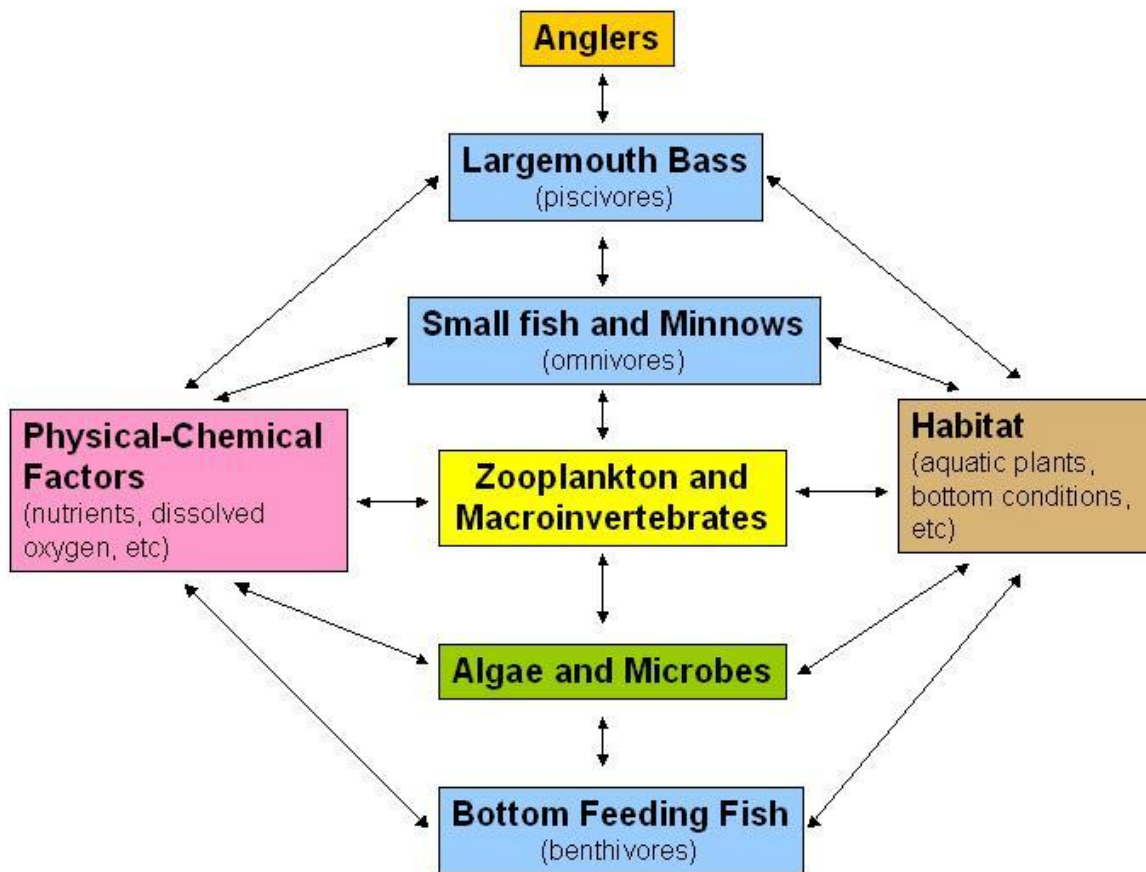 Anglers
Largemouth Bass
(piscivores)
Small fish and Minnows
(omnivores)
Physical-Chemical
Factors
(nutrients, dissolved
oxygen, etc)
Zooplankton and
Macroinvertebrates
Habitat
(aquatic plants,
bottom conditions,
etc)
Algae and Microbes
Bottom Feeding Fish
(benthivores)